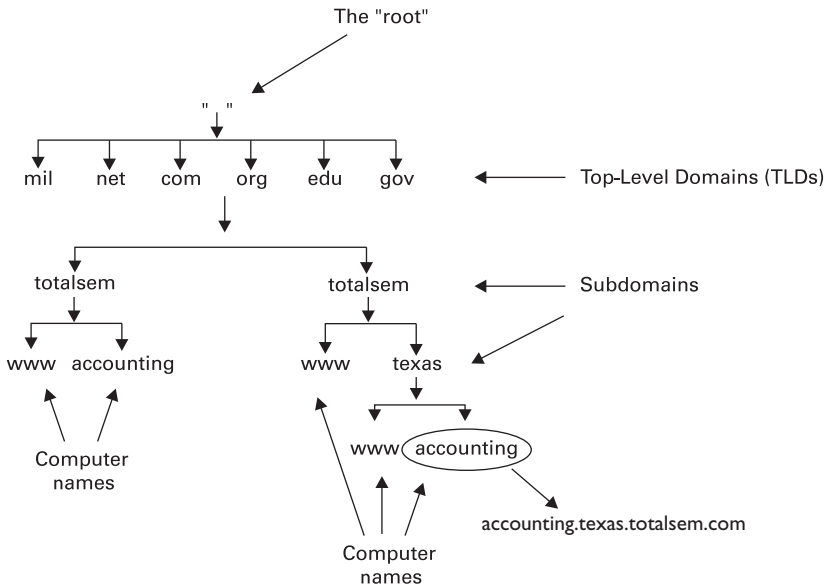 The "root"
" "
mil net com org edu gov
Top-Level Domains (TLDs)
totalsem totalsem
Subdomains
www accounting www texas
www accounting
Computer
names
accounting.texas.totalsem.com
Computer
names